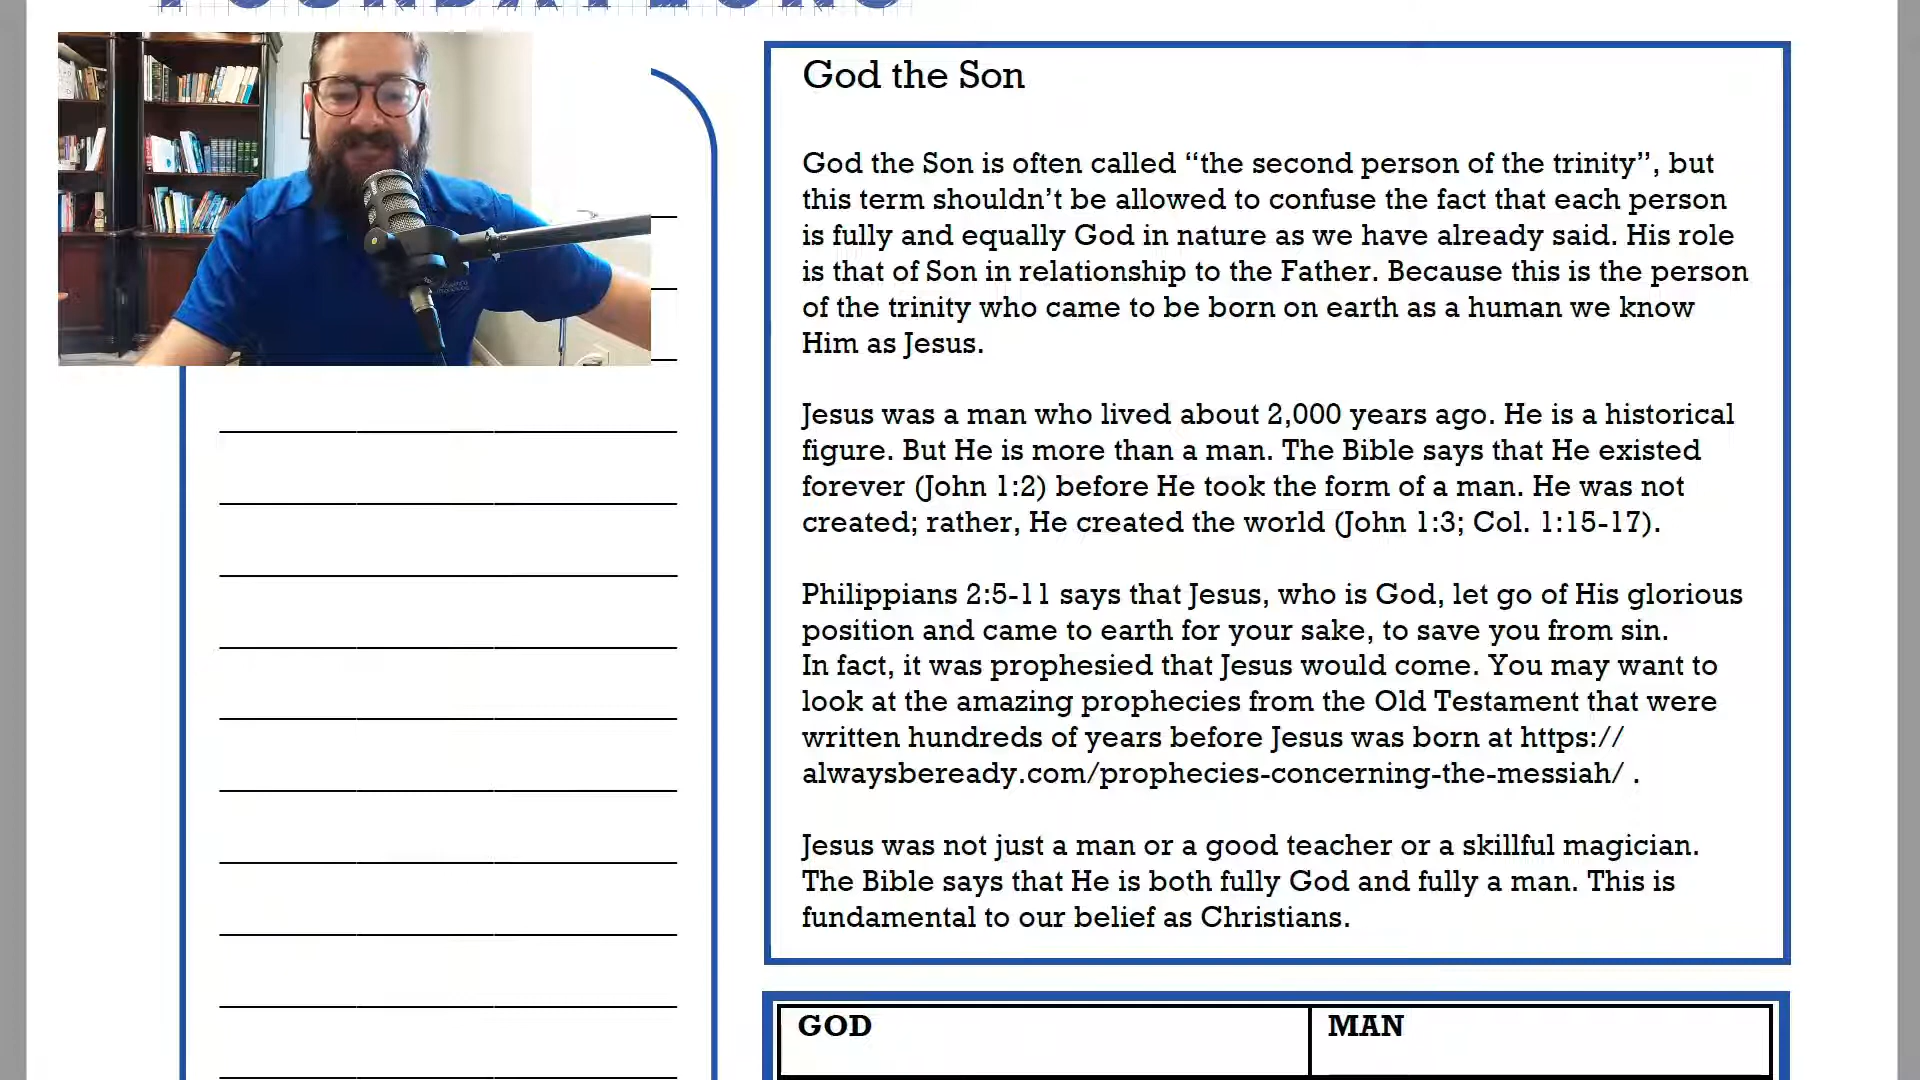 God the Son
God the Son is often called “the second person of the trinity”, but
this term shouldn’t be allowed to confuse the fact that each person
is fully and equally God in nature as we have already said. His role
is that of Son in relationship to the Father. Because this is the person
of the trinity who came to be born on earth as a human we know
Him as Jesus.
Jesus was a man who lived about 2,000 years ago. He is a historical
figure. But He is more than a man. The Bible says that He existed
forever (John 1:2) before He took the form of a man. He was not
created; rather, He created the world (John 1:3; Col. 1:15-17).
Philippians 2:5-11 says that Jesus, who is God, let go of His glorious
position and came to earth for your sake, to save you from sin.
In fact, it was prophesied that Jesus would come. You may want to
look at the amazing prophecies from the Old Testament that were
written hundreds of years before Jesus was born at https://
alwaysbeready.com/prophecies-concerning-the-messiah/ .
Jesus was not just a man or a good teacher or a skillful magician.
The Bible says that He is both fully God and fully a man. This is
fundamental to our belief as Christians.
GOD
MAN